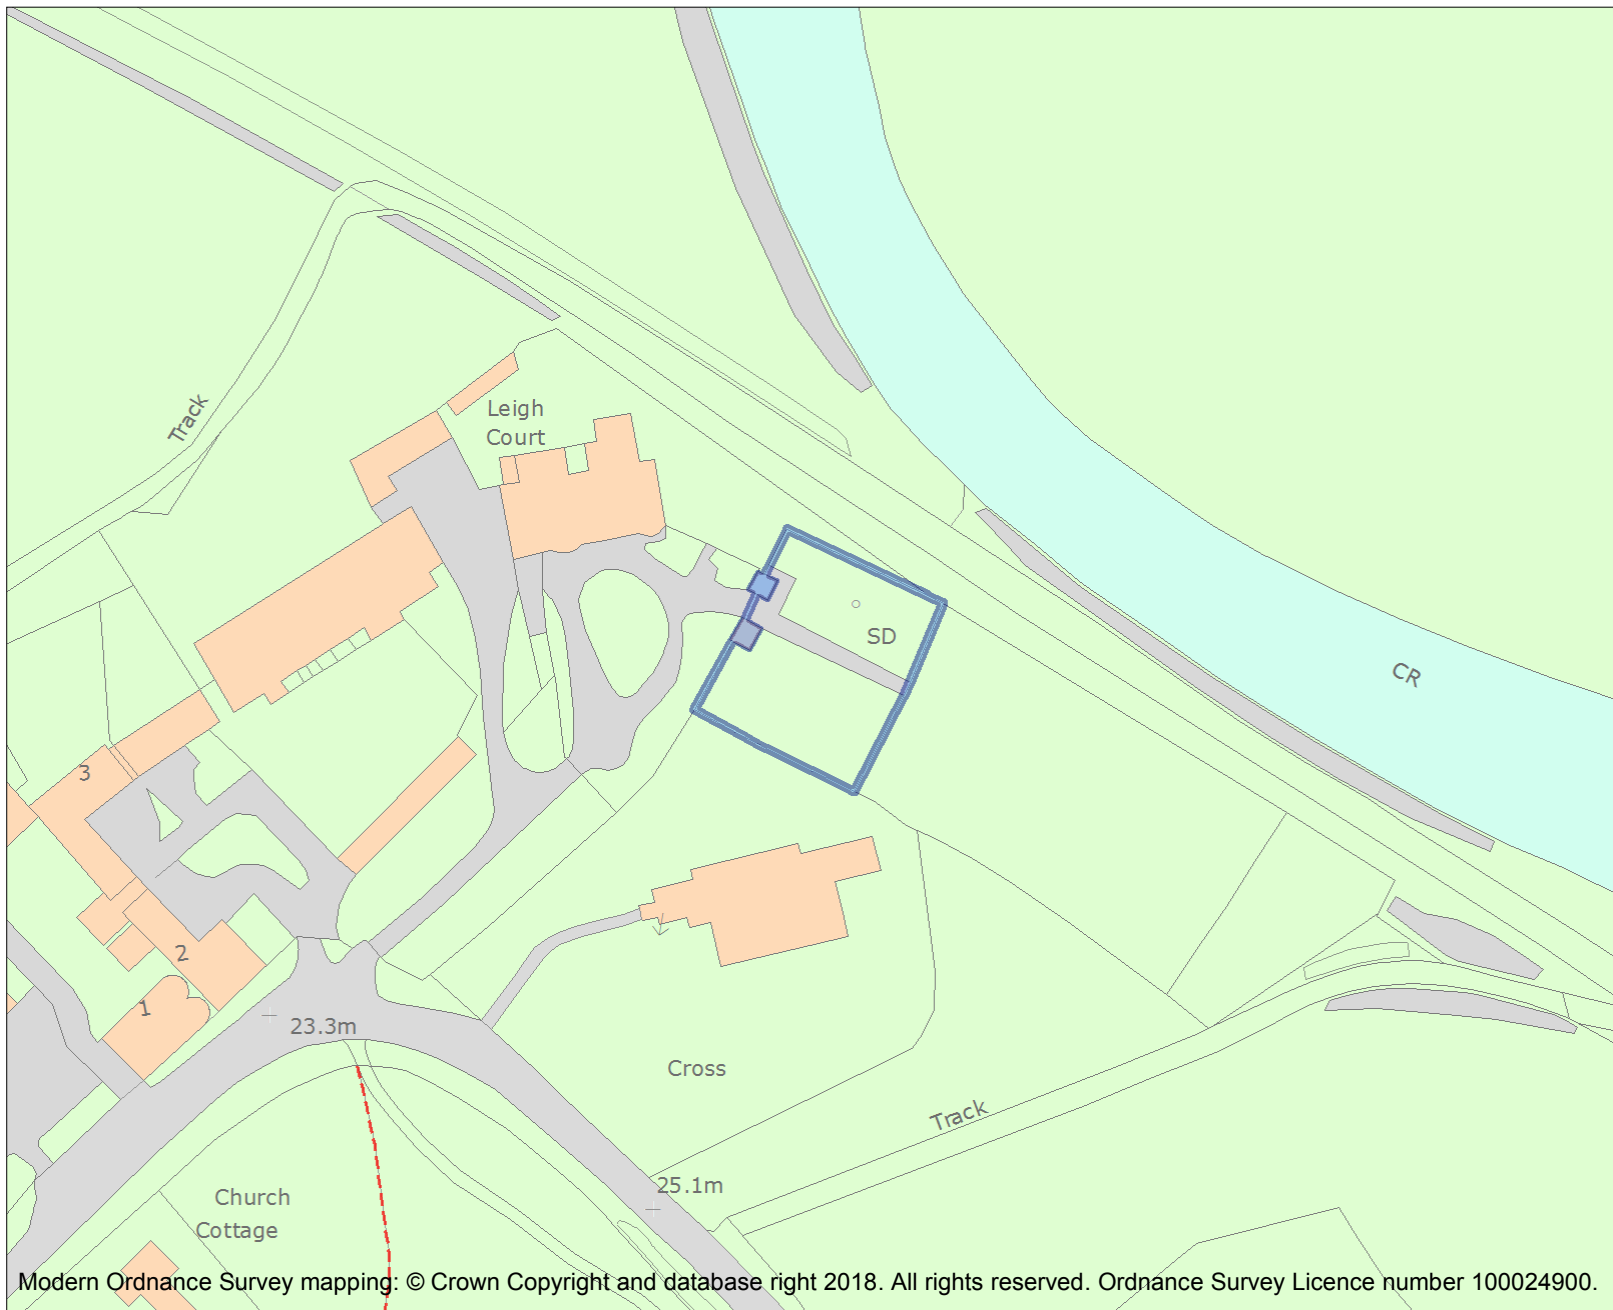 Track
Leigh
Court
SD
CR
3
2
1
23.3m
Cross
Track
25.1m
Church
Cottage
Modern Ordnance Survey mapping: © Crown Copyright and database right 2018. All rights reserved. Ordnance Survey Licence number 100024900.